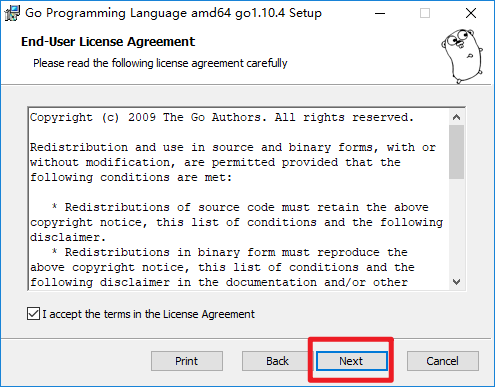 Go Programming Language amd64 go1.10.4 Setup
End-User License Agreement
Please read the following license agreement carefully
Copyright (c) 2009 The Go Authors. All rights reserved.
Redistribution and use in source and binary forms, with or
without modification, are permitted provided that the
following conditions are met:
* Redistributions of source code must retain the above
copyright notice, this list of conditions and the following
disclaimer.
* Redistributions in binary form must reproduce the
above copyright notice, this list of conditions and the
following disclaimer in the documentation and/or other
I accept the terms in the License Agreement
Print Back Next Cancel